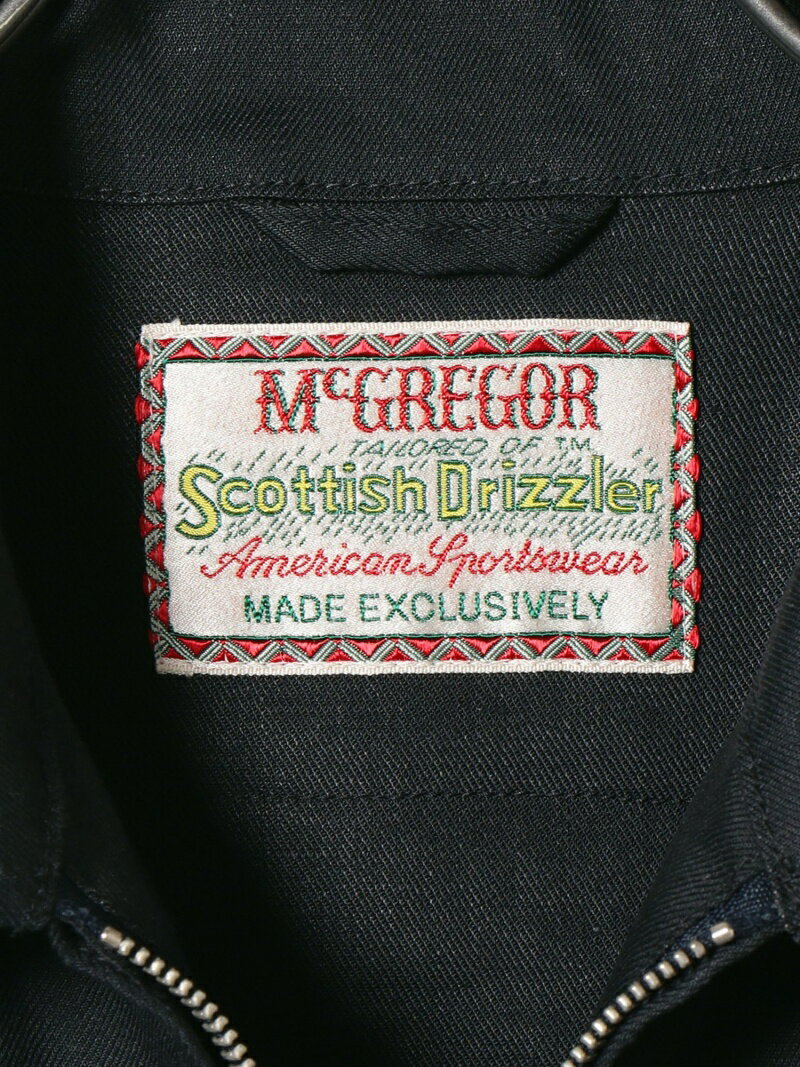 McGREGOR
TAILORED OF TM
Scottish Drizzler
American Sportswear
MADE EXCLUSIVELY